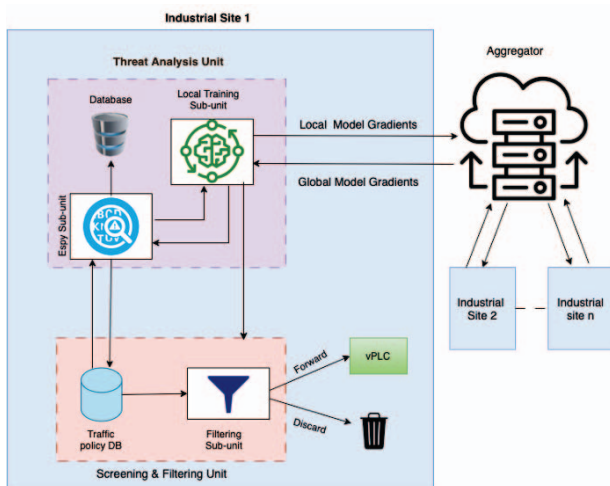 Industrial Site 1
Threat Analysis Unit
Aggregator
Database
Local Training
Sub-unit
Local Model Gradients
Global Model Gradients
Espy Sub-unit
Industrial
Site 2
Industrial
site n
Forward
vPLC
Discard
Traffic
policy DB
Filtering
Sub-unit
Screening & Filtering Unit